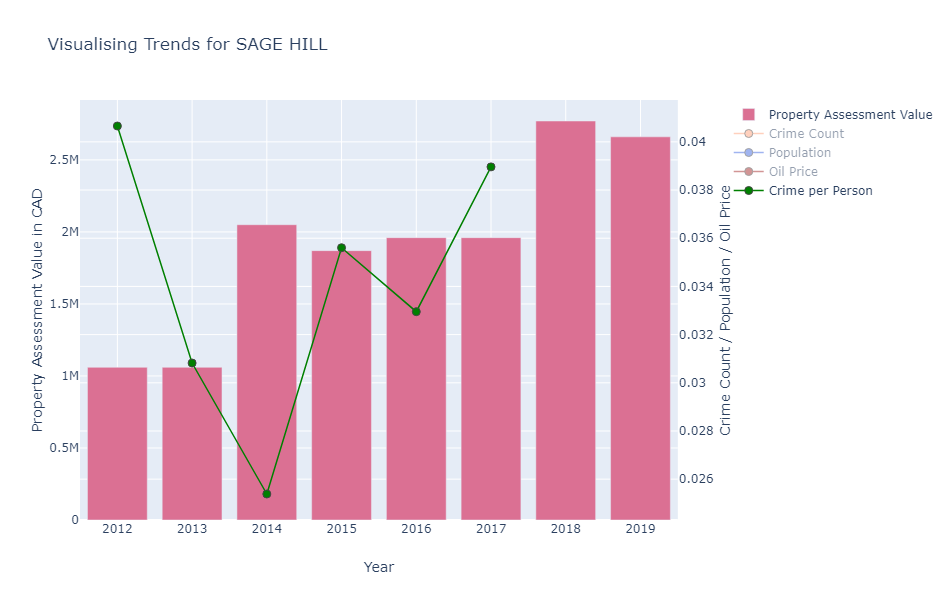 Visualising Trends for SAGE HILL
Property Assessment Value in CAD
2.5M
2M
1.5M
1M
0.5M
0
2012
2013
2014
2015
2016
2017
2018
2019
Year
0.04
0.038
0.036
0.034
0.032
0.03
0.028
0.026
Crime Count / Population / Oil Price
Property Assessment Value
Crime Count
Population
Oil Price
Crime per Person